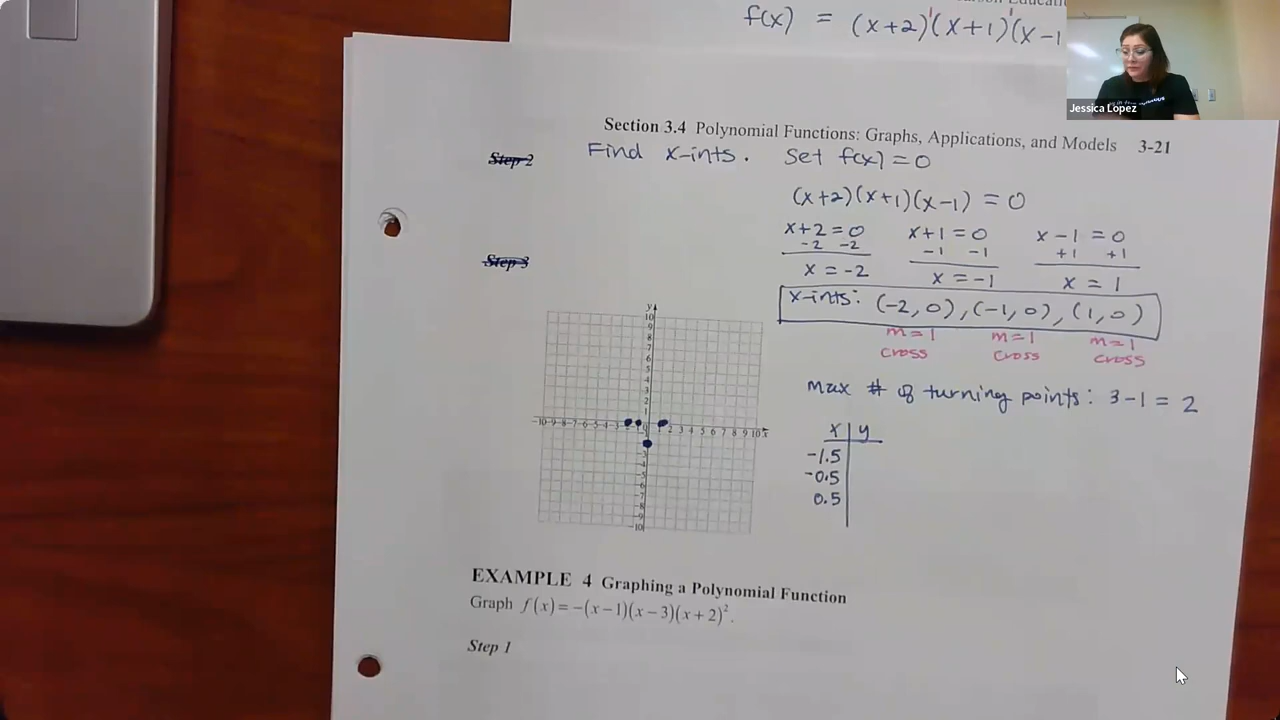 f(x) = (x+2)¹(x+1)¹(x-1
Jessica Lopez
Section 3.4 Polynomial Functions: Graphs, Applications, and Models 3-21
Step 2 Find x-ints. Set f(x) = 0
(x+2)(x+1)(x-1) = 0
x+2=0 x+1=0 x-1=0
-2 -2 -1 -1 +1 +1
x = -2 x = -1 x = 1
Step 3
x-ints: (-2,0), (-1,0), (1,0)
m=1 m=1 m=1
cross cross cross
Max # of turning points: 3-1 = 2
x y
-1.5
-0.5
0.5
EXAMPLE 4 Graphing a Polynomial Function
Graph f(x)=-(x-1)(x-3)(x+2)².
Step 1